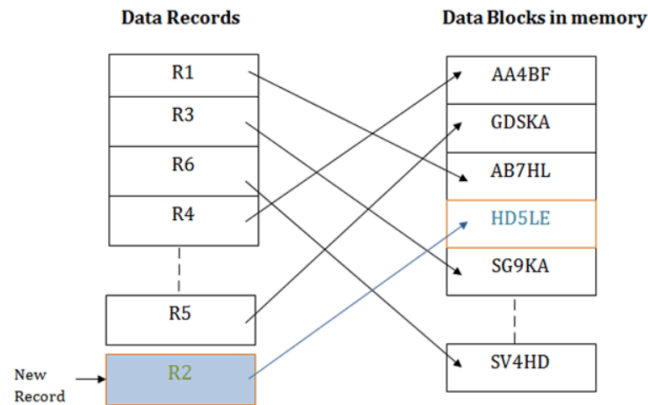 Data Records
R1
R3
R6
R4
R5
New
Record
R2
Data Blocks in memory
AA4BF
GDSKA
AB7HL
HD5LE
SG9KA
SV4HD